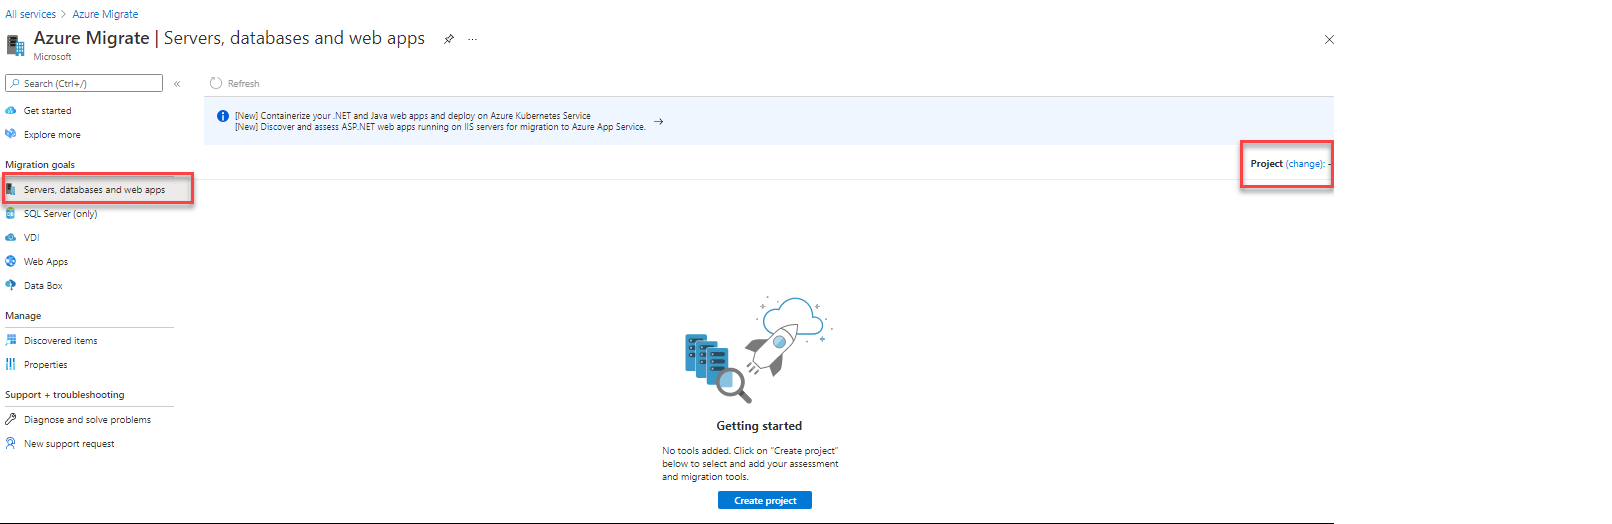 All services > Azure Migrate
Azure Migrate | Servers, databases and web apps ...
Microsoft
Search (Ctrl+/)
«
Refresh
Get started
Explore more
Migration goals
Servers, databases and web apps
SQL Server (only)
VDI
Web Apps
Data Box
Manage
Discovered items
Properties
Support + troubleshooting
Diagnose and solve problems
New support request
[New] Containerize your .NET and Java web apps and deploy on Azure Kubernetes Service
[New] Discover and assess ASP.NET web apps running on IIS servers for migration to Azure App Service.
Project (change): -
Getting started
No tools added. Click on "Create project"
below to select and add your assessment
and migration tools.
Create project